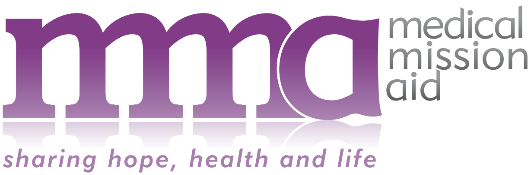 mma
medical
mission
aid
sharing hope, health and life